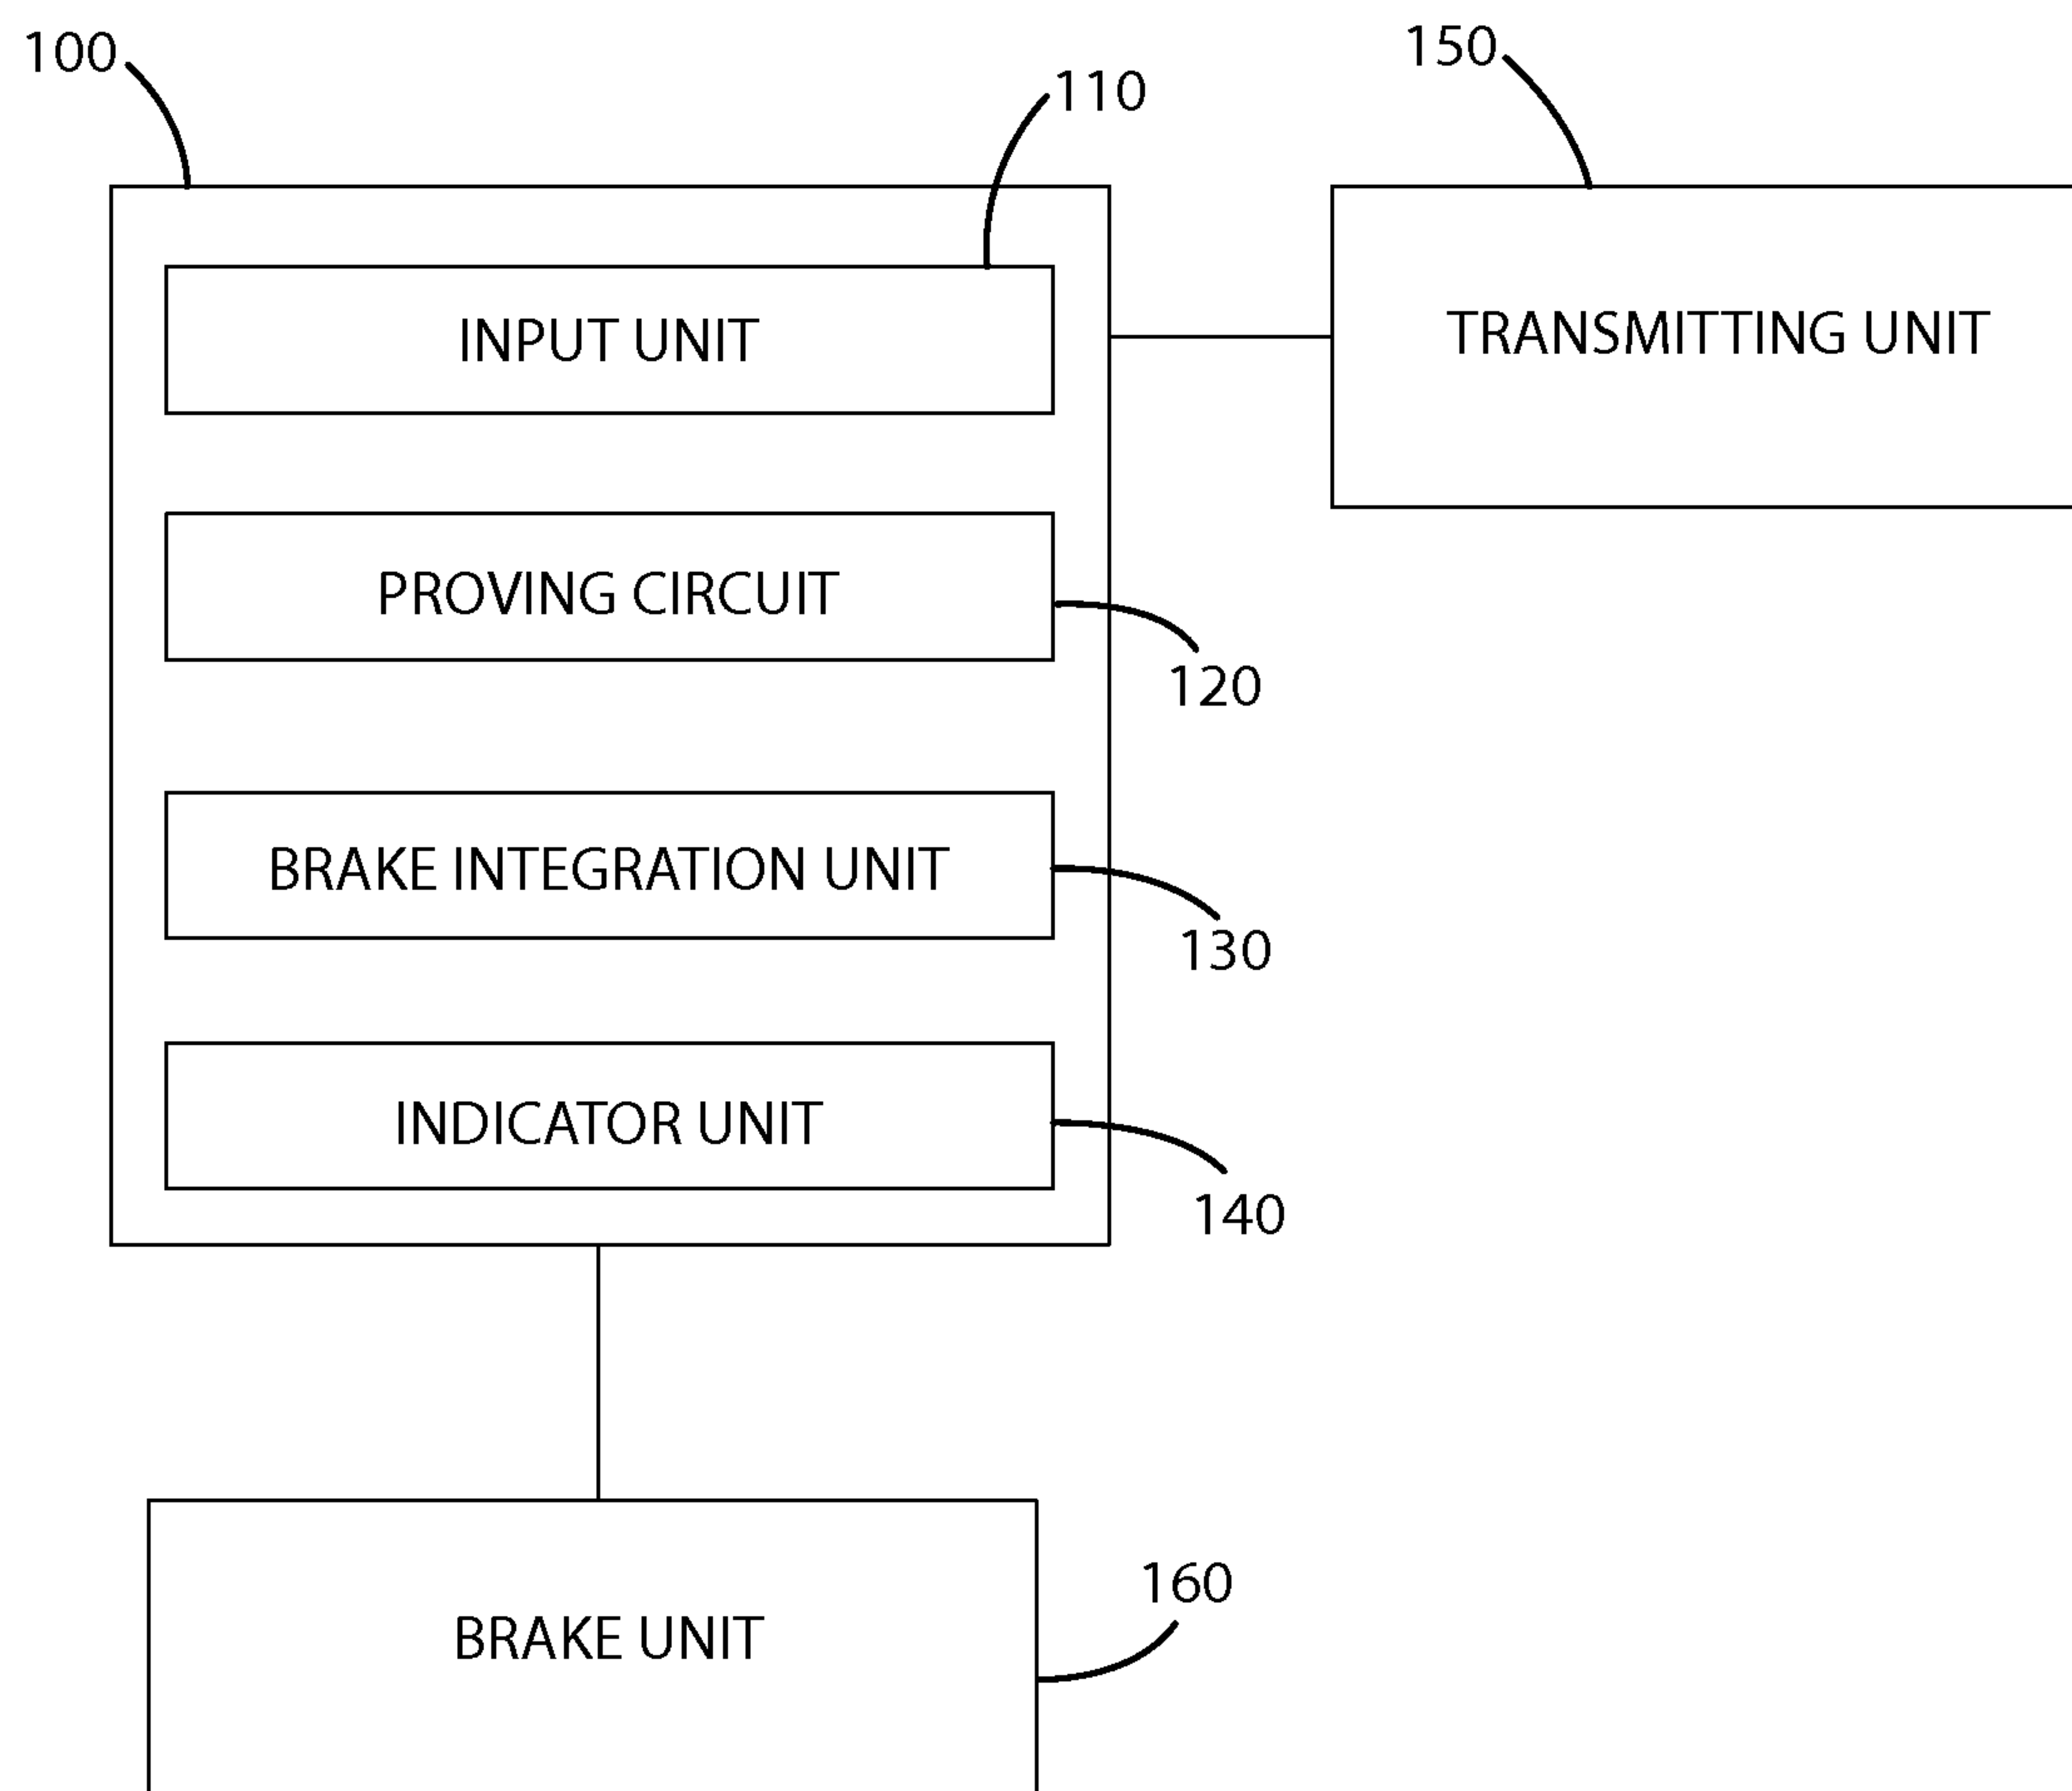 100
150
110
INPUT UNIT
TRANSMITTING UNIT
PROVING CIRCUIT
120
BRAKE INTEGRATION UNIT
130
INDICATOR UNIT
140
160
BRAKE UNIT